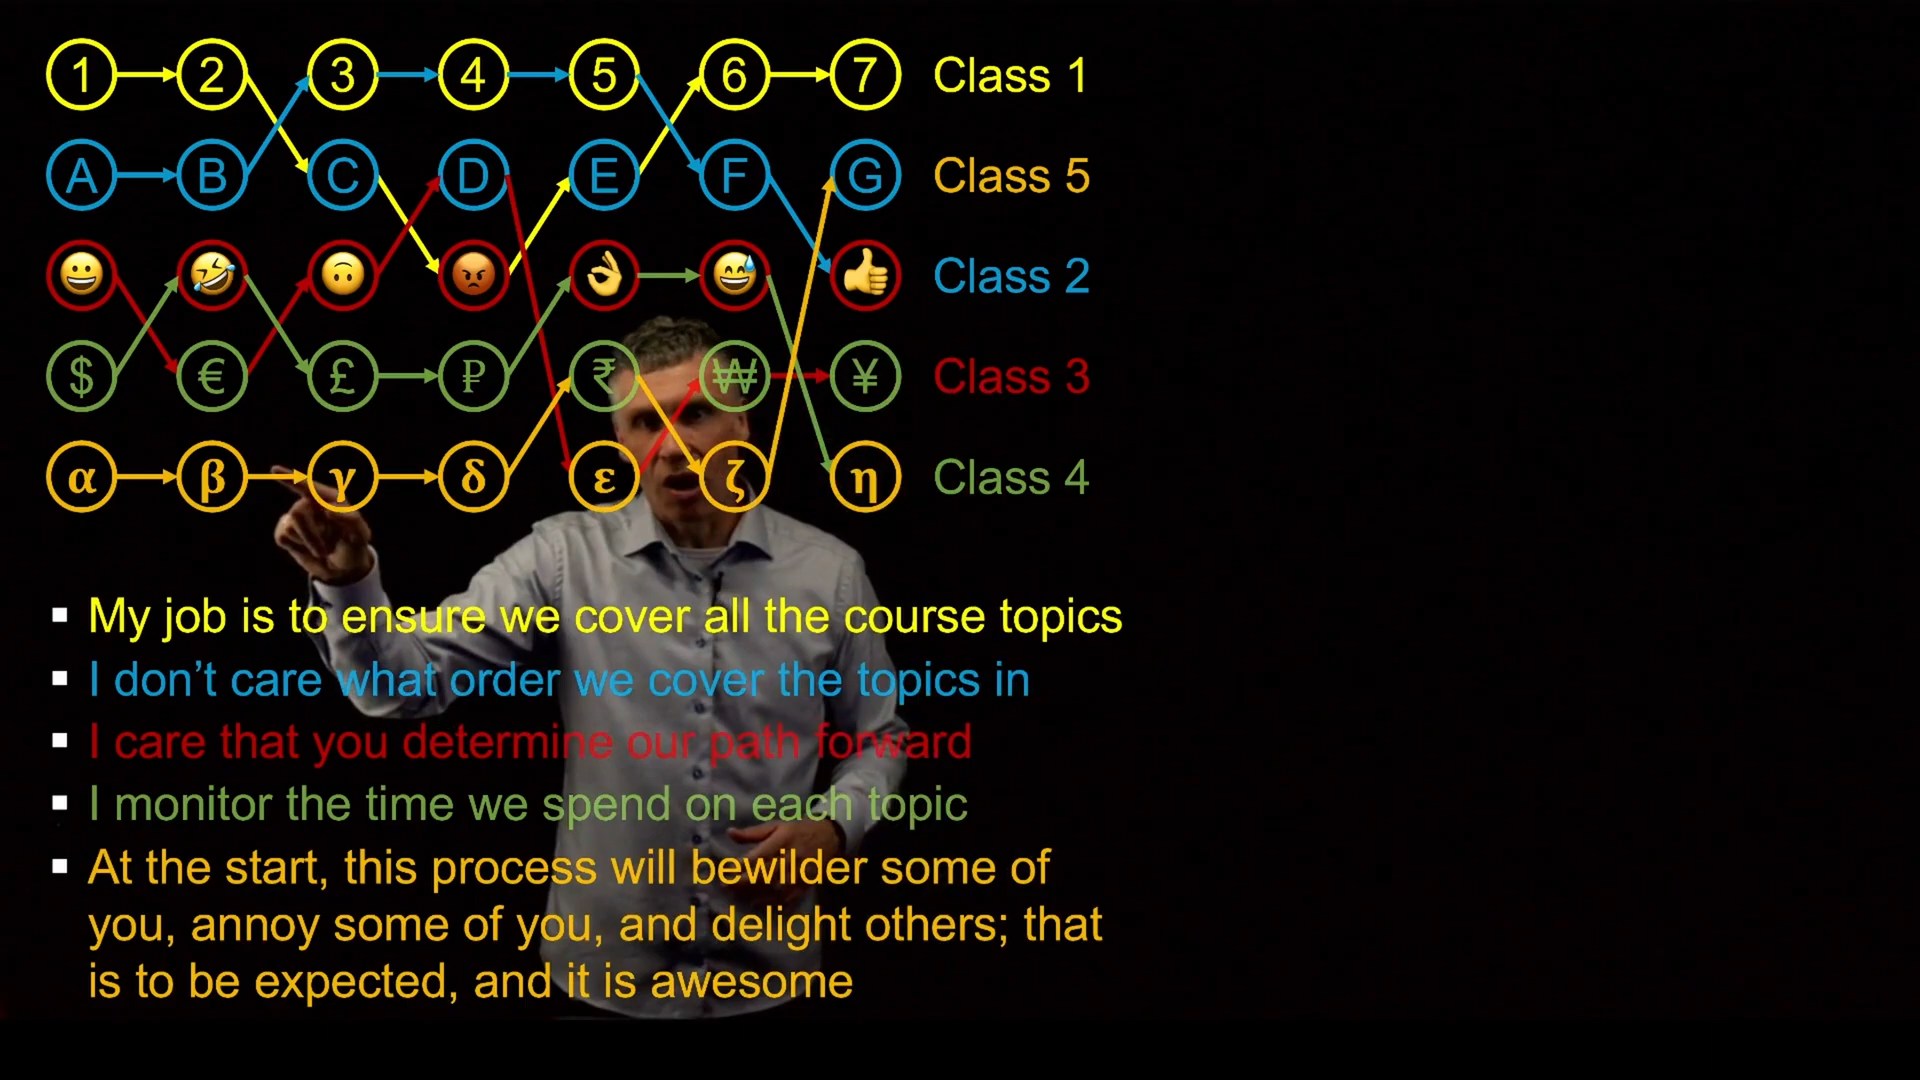 1 2 3 4 5 6 7 Class 1
A B C D E F G Class 5
😀 🤣 🙃 😡 👌 😅 👍 Class 2
$ € £ ₽ ₹ ₩ ¥ Class 3
α β γ δ ε ζ η Class 4
▪ My job is to ensure we cover all the course topics
▪ I don’t care what order we cover the topics in
▪ I care that you determine our path forward
▪ I monitor the time we spend on each topic
▪ At the start, this process will bewilder some of
you, annoy some of you, and delight others; that
is to be expected, and it is awesome